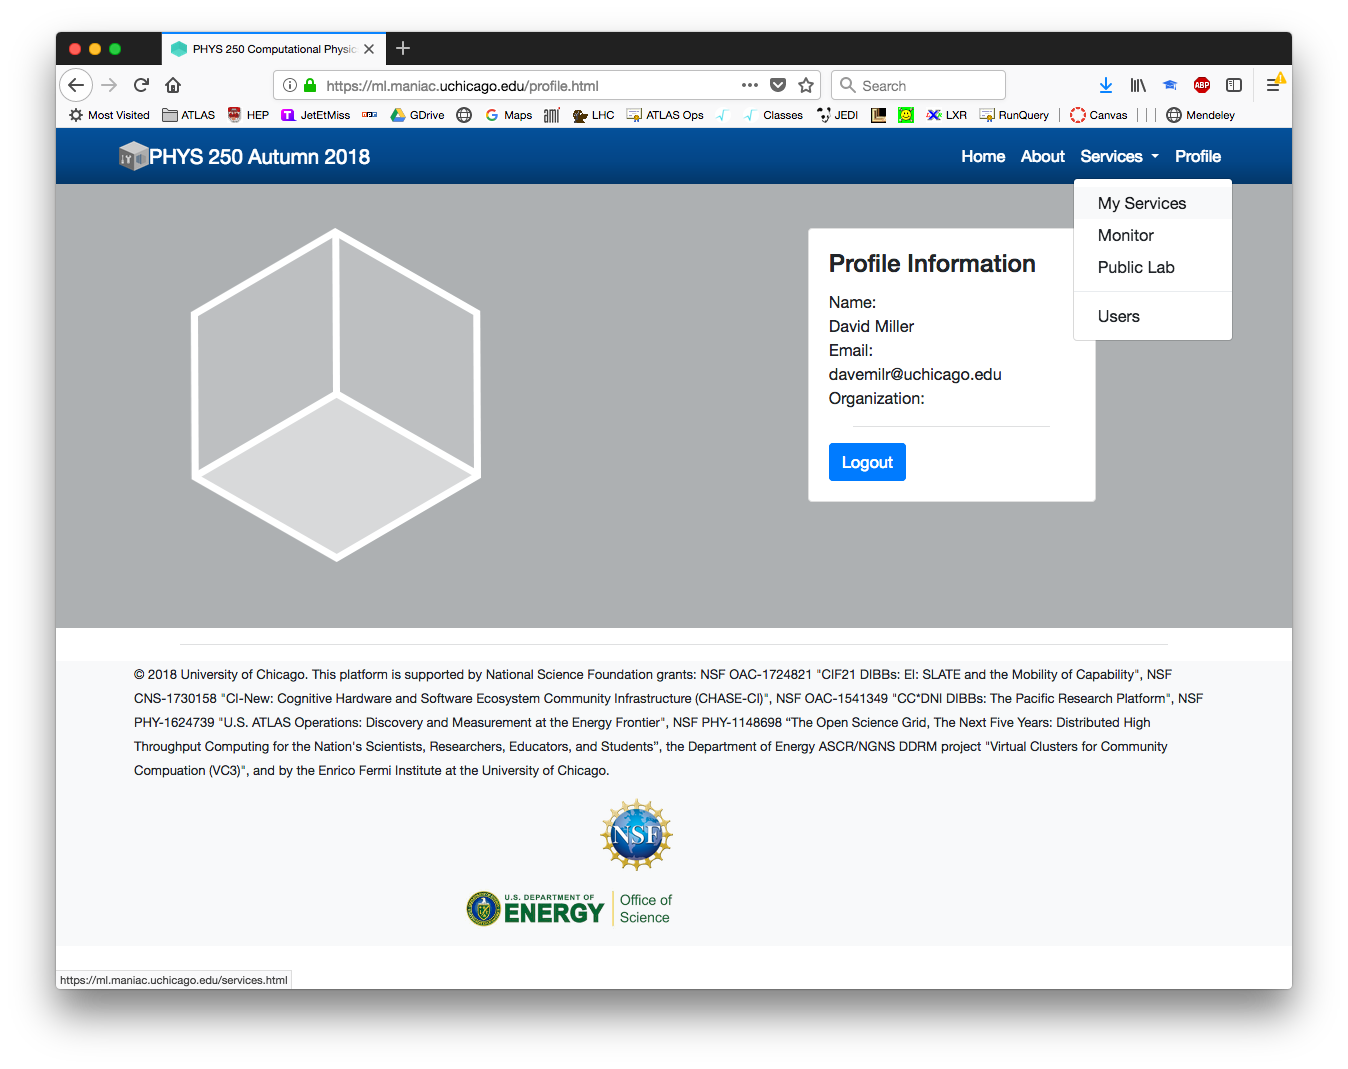 PHYS 250 Computational Physic
https://ml.maniac.uchicago.edu/profile.html
Search
ABP
Most Visited
ATLAS
HEP
JetEtMiss
GDrive
Maps
LHC
ATLAS Ops
Classes
JEDI
LXR
RunQuery
Canvas
Mendeley
PHYS 250 Autumn 2018
Home
About
Services
Profile
My Services
Monitor
Public Lab
Users
Profile Information
Name:
David Miller
Email:
davemilr@uchicago.edu
Organization:
Logout
© 2018 University of Chicago. This platform is supported by National Science Foundation grants: NSF OAC-1724821 "CIF21 DIBBs: EI: SLATE and the Mobility of Capability", NSF
CNS-1730158 "CI-New: Cognitive Hardware and Software Ecosystem Community Infrastructure (CHASE-CI)", NSF OAC-1541349 "CC*DNI DIBBs: The Pacific Research Platform", NSF
PHY-1624739 "U.S. ATLAS Operations: Discovery and Measurement at the Energy Frontier", NSF PHY-1148698 “The Open Science Grid, The Next Five Years: Distributed High
Throughput Computing for the Nation's Scientists, Researchers, Educators, and Students”, the Department of Energy ASCR/NGNS DDRM project "Virtual Clusters for Community
Compuation (VC3)", and by the Enrico Fermi Institute at the University of Chicago.
NSF
U.S. DEPARTMENT OF
ENERGY
Office of
Science
https://ml.maniac.uchicago.edu/services.html